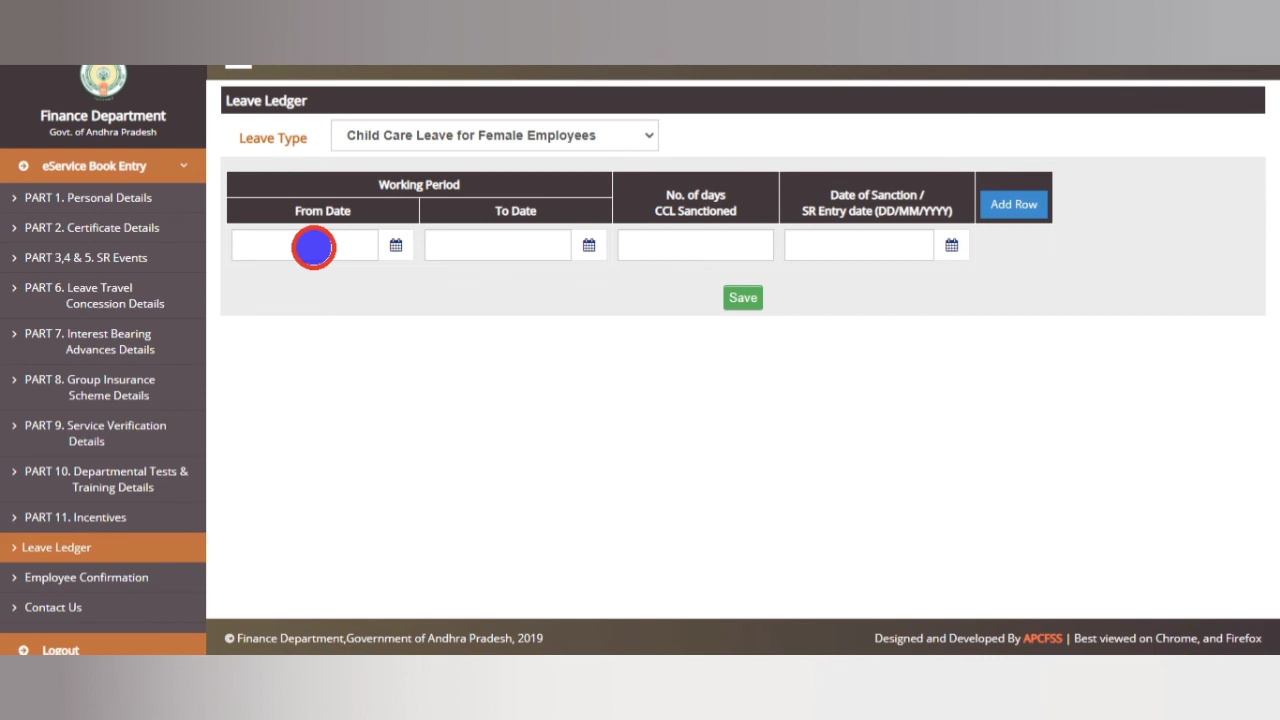 Finance Department
Govt. of Andhra Pradesh
eService Book Entry
PART 1. Personal Details
PART 2. Certificate Details
PART 3,4 & 5. SR Events
PART 6. Leave Travel
Concession Details
PART 7. Interest Bearing
Advances Details
PART 8. Group Insurance
Scheme Details
PART 9. Service Verification
Details
PART 10. Departmental Tests &
Training Details
PART 11. Incentives
Leave Ledger
Employee Confirmation
Contact Us
Logout
Leave Ledger
Leave Type
Child Care Leave for Female Employees
Working Period
From Date
To Date
No. of days
CCL Sanctioned
Date of Sanction /
SR Entry date (DD/MM/YYYY)
Add Row
Save
© Finance Department,Government of Andhra Pradesh, 2019
Designed and Developed By APCFSS | Best viewed on Chrome, and Firefox